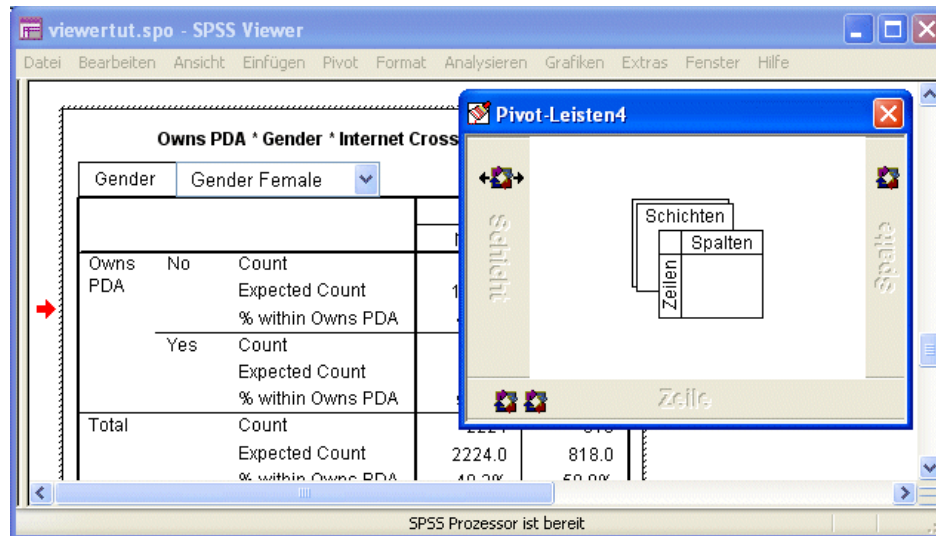 viewertut.spo - SPSS Viewer
Datei Bearbeiten Ansicht Einfügen Pivot Format Analysieren Grafiken Extras Fenster Hilfe
Owns PDA * Gender * Internet Cross
Gender Gender Female
Owns PDA No Count
Expected Count
% within Owns PDA
Yes Count
Expected Count
% within Owns PDA
Total Count
Expected Count 2224.0 818.0
% within Owns PDA
Pivot-Leisten4
Schicht
Schichten
Spalten
Zeilen
Spalte
Zeile
SPSS Prozessor ist bereit